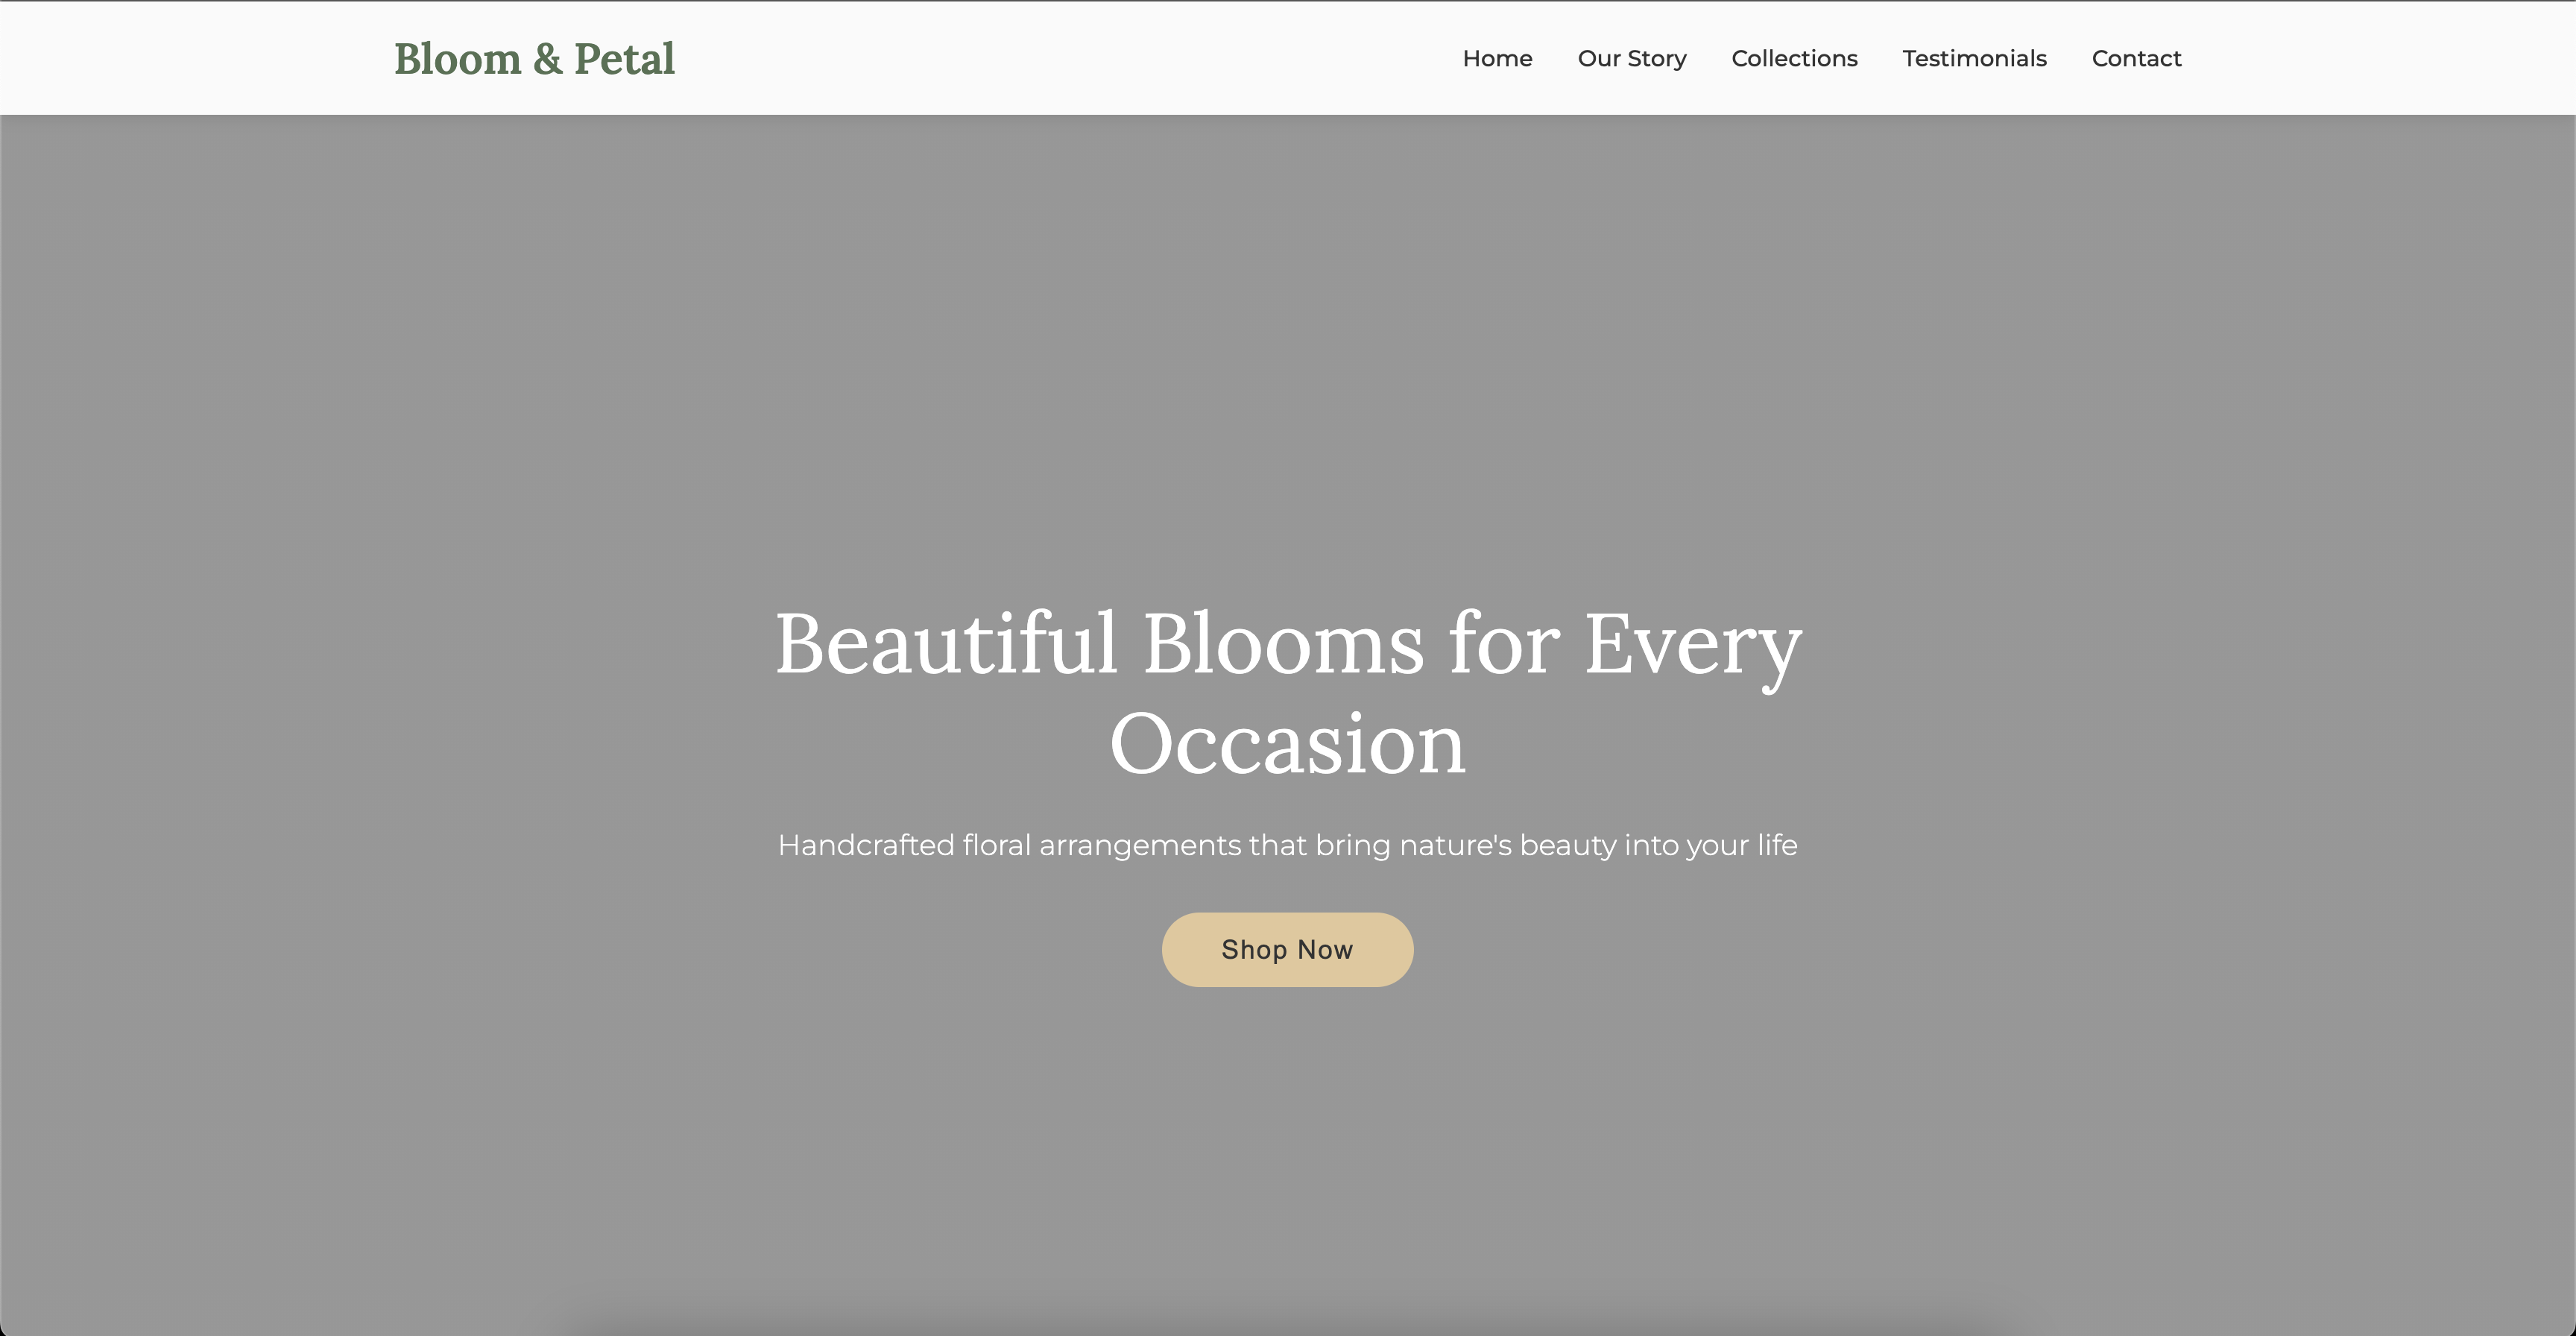 Bloom & Petal
Home
Our Story
Collections
Testimonials
Contact
Beautiful Blooms for Every
Occasion
Handcrafted floral arrangements that bring nature's beauty into your life
Shop Now